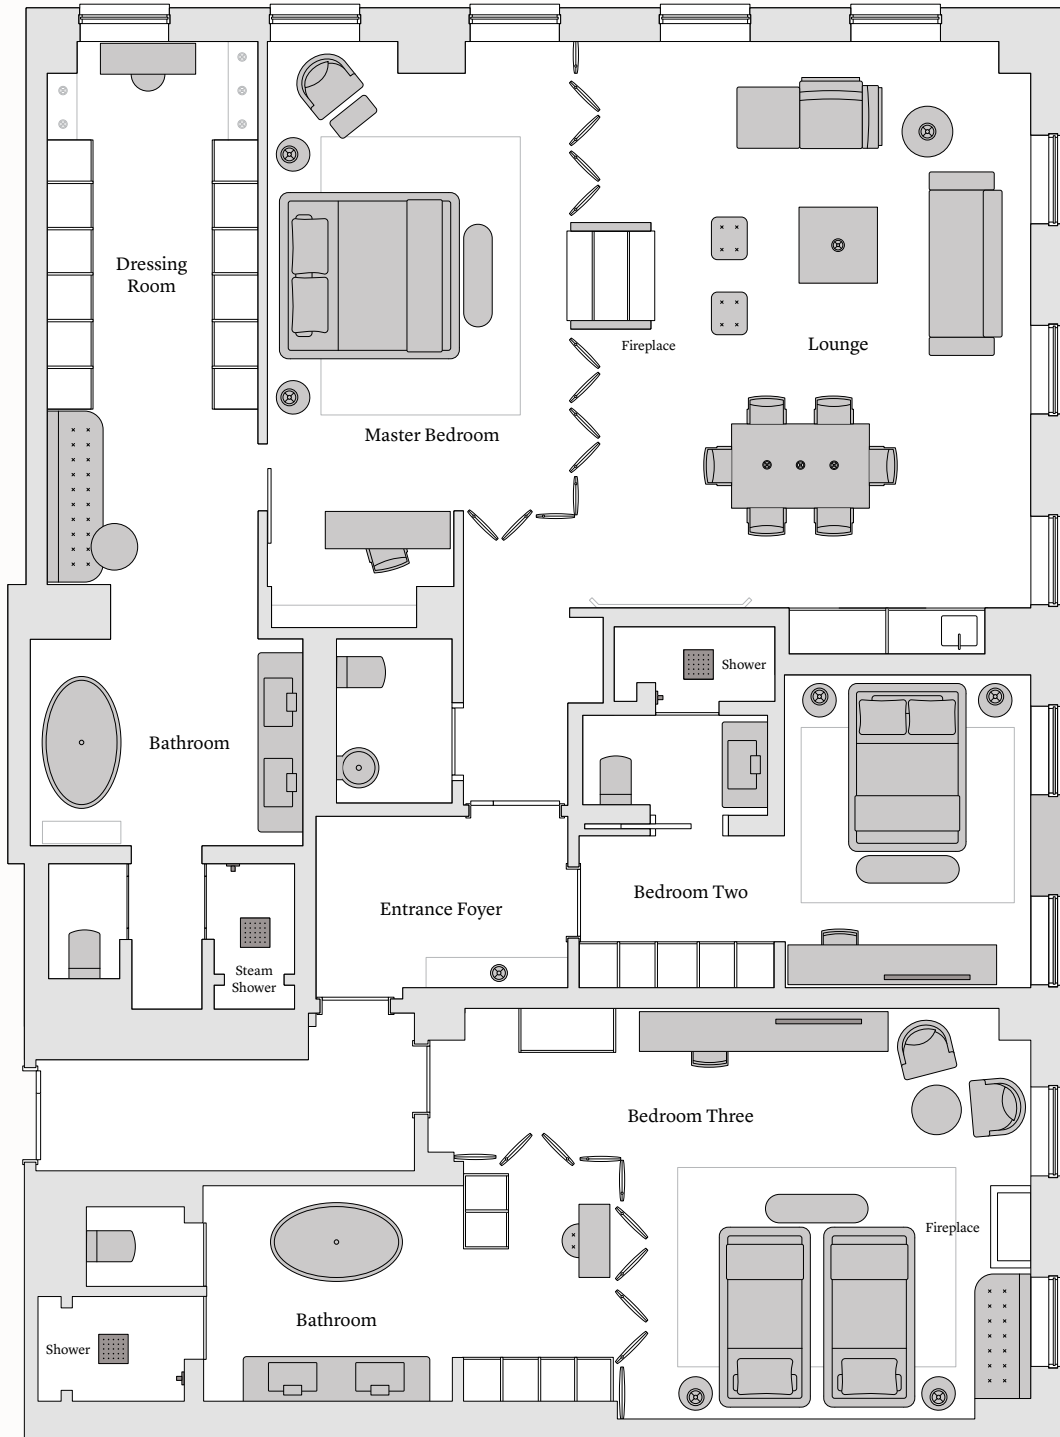 Dressing
Room
Fireplace
Lounge
Master Bedroom
Shower
Bathroom
Bedroom Two
Entrance Foyer
Steam
Shower
Bedroom Three
Fireplace
Bathroom
Shower